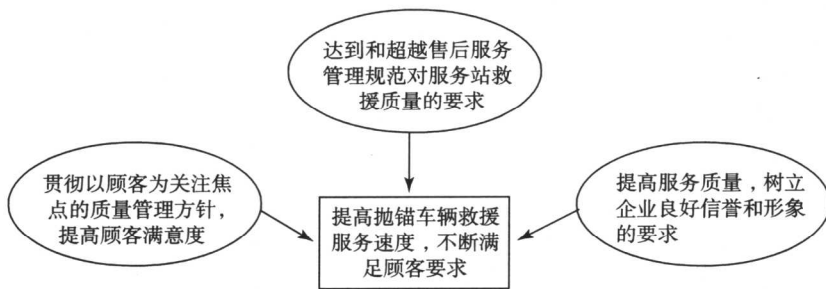 达到和超越售后服务
管理规范对服务站救
援质量的要求
贯彻以顾客为关注焦
点的质量管理方针，
提高顾客满意度
提高抛锚车辆救援
服务速度，不断满
足顾客要求
提高服务质量，树立
企业良好信誉和形象
的要求